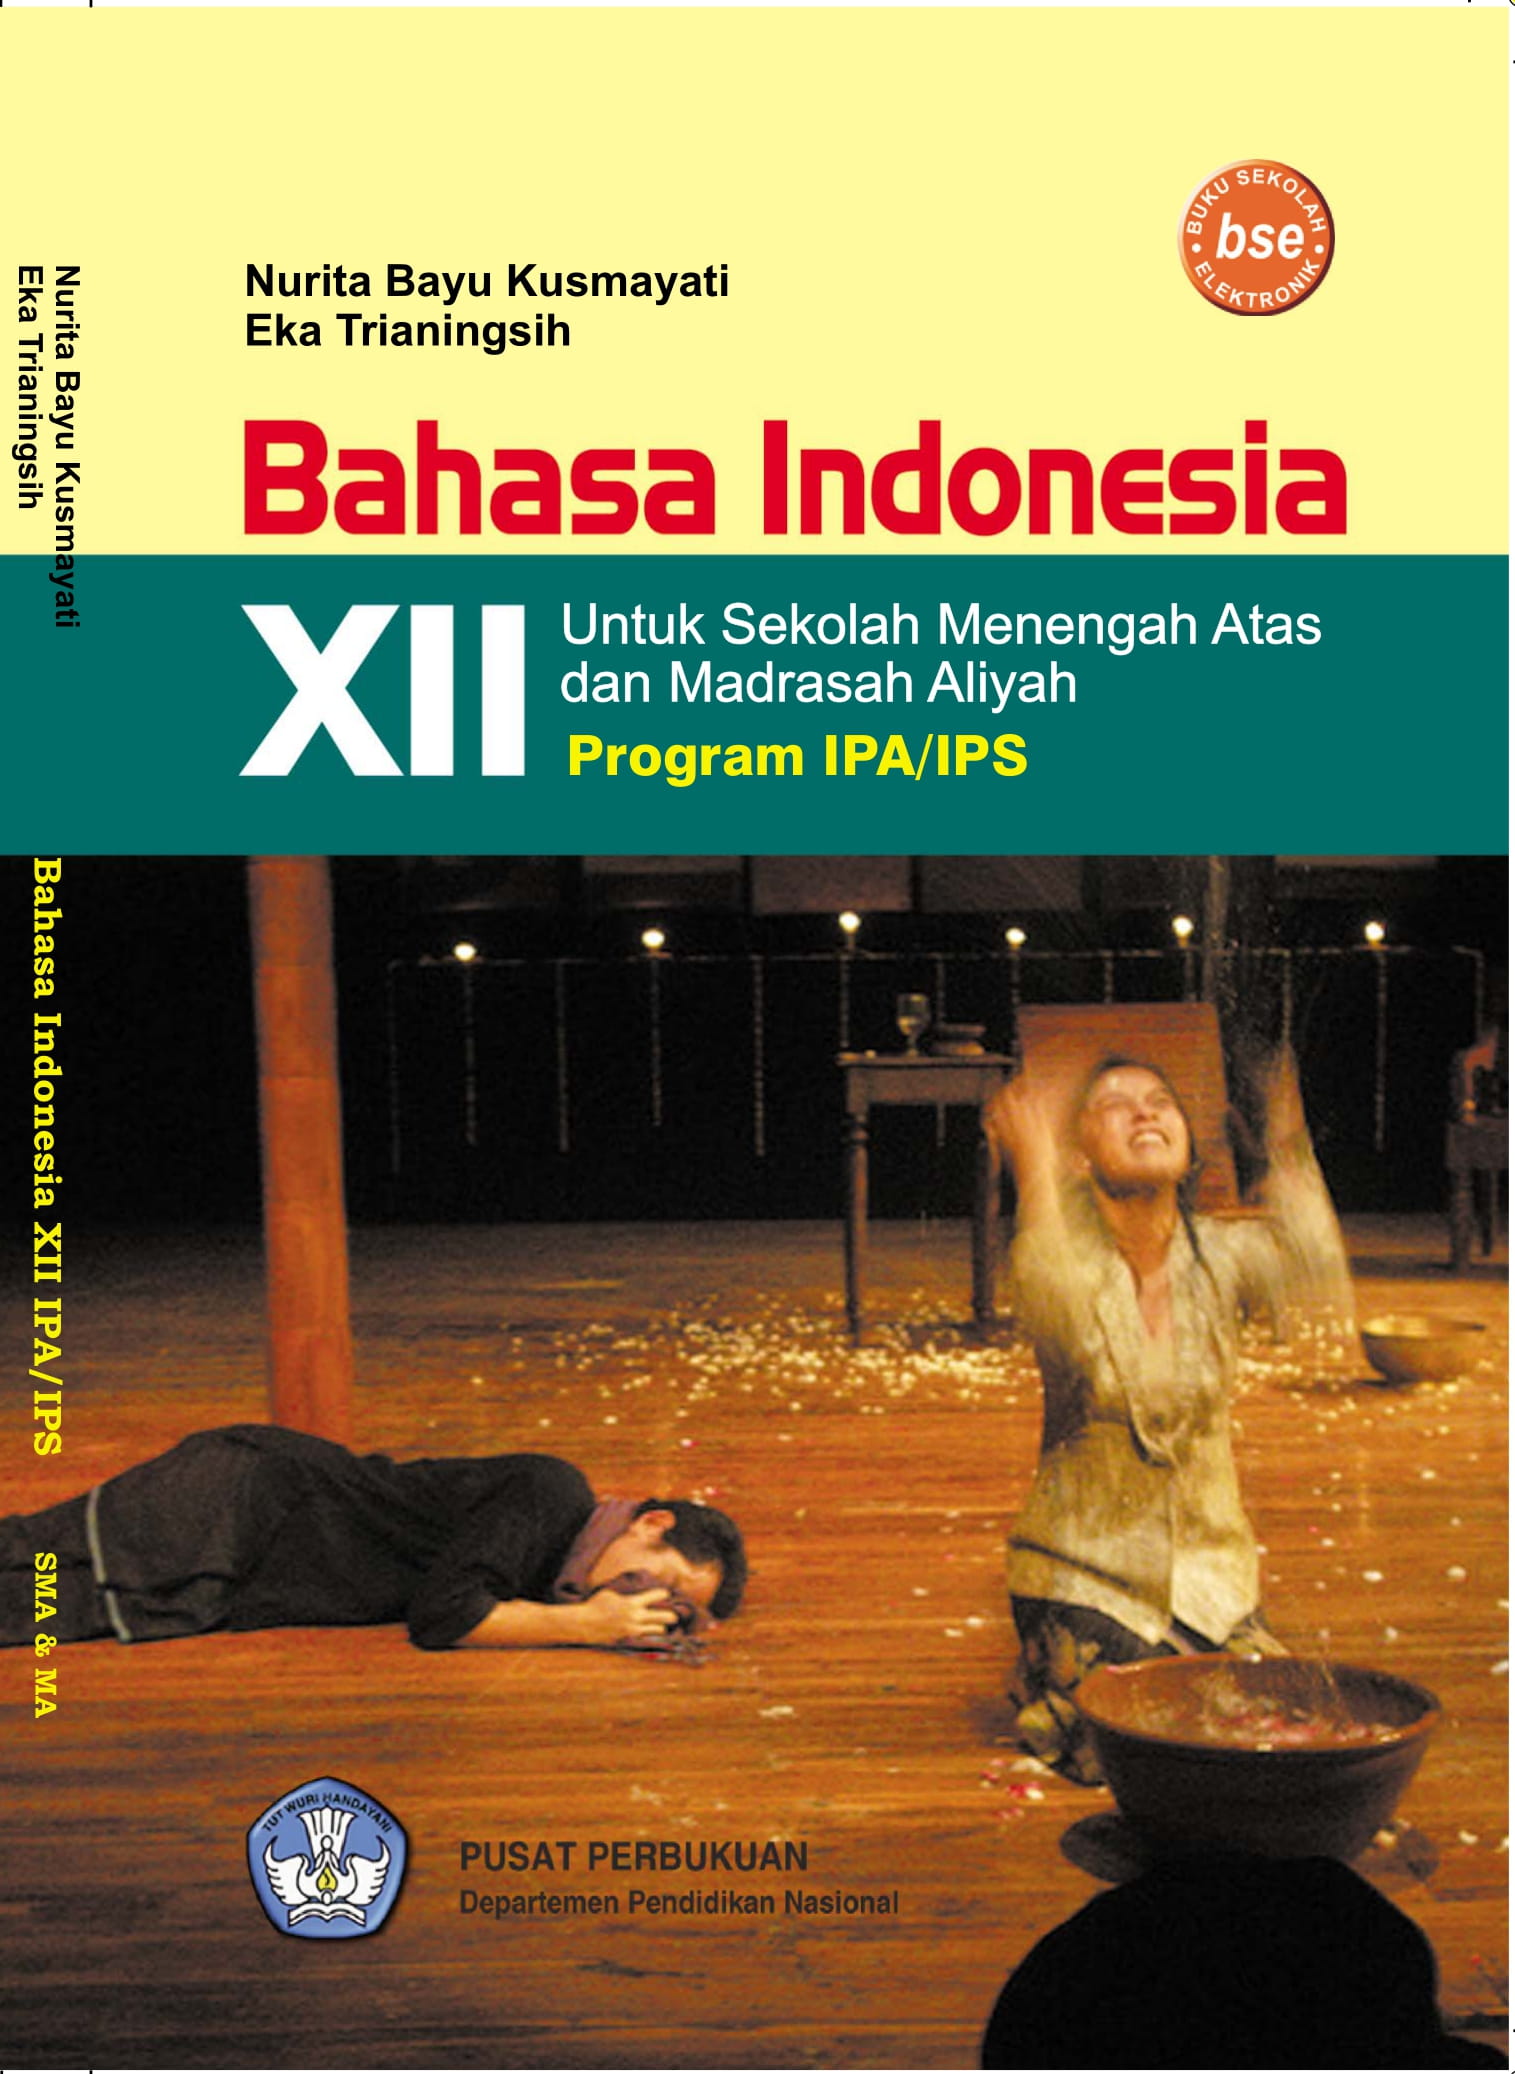 Nurita Bayu Kusmayati
Eka Trianingsih
BUKU SEKOLAH
bse
ELEKTRONIK
Bahasa Indonesia
XII
Untuk Sekolah Menengah Atas
dan Madrasah Aliyah
Program IPA/IPS
TUT WURI HANDAYANI
PUSAT PERBUKUAN
Departemen Pendidikan Nasional
Nurita Bayu Kusmayati
Eka Trianingsih
Bahasa Indonesia XII IPA/IPS
SMA & MA